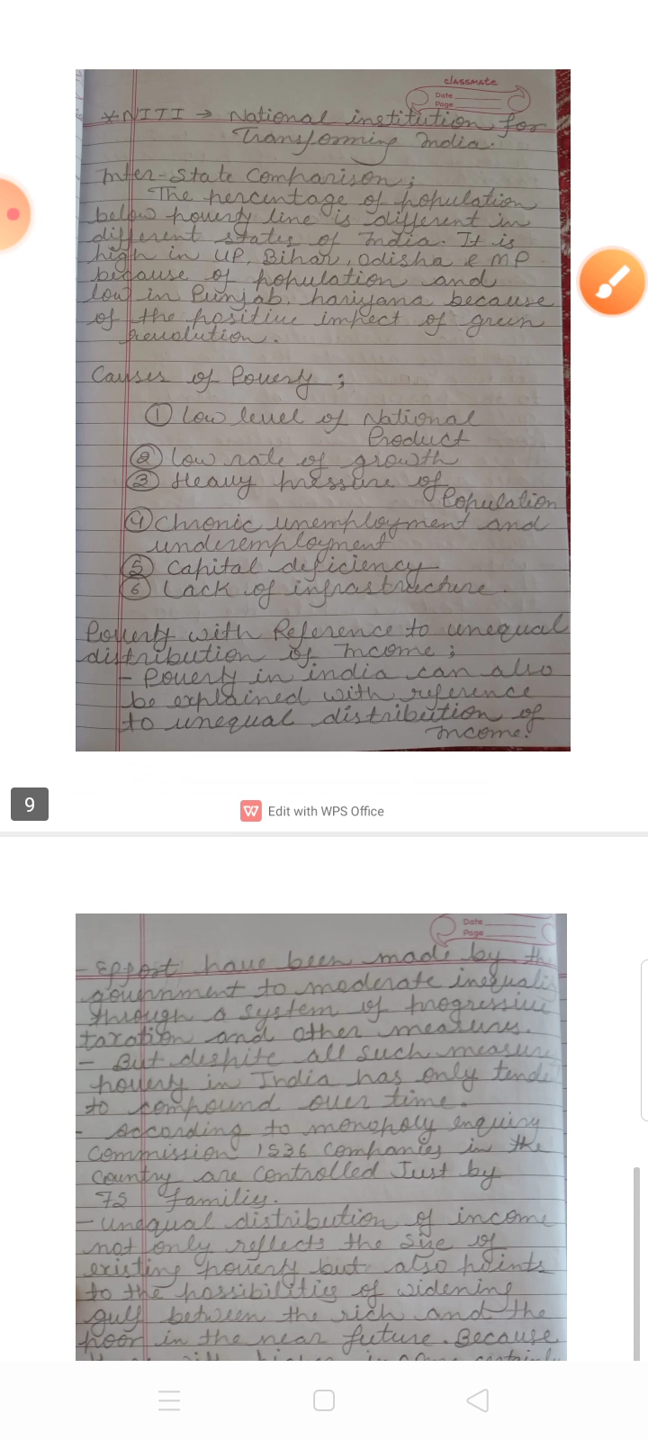 classmate
Date
Page
*NITI → National institution for
Transforming India.
Inter-State Comparison;
The percentage of population
below poverty line is different in
different states of India. It is
high in UP, Bihar, Odisha & MP
because of population and
low in Punjab, hariyana because
of the positive impact of green
revolution.
Causes of Poverty ;
① Low level of National
Product
② Low rate of growth
③ Heavy pressure of
Population
④ Chronic unemployment and
underemployment
⑤ Capital deficiency
⑥ Lack of infrastructure.
Poverty with Reference to unequal
distribution of Income ;
- Poverty in india can also
be explained with reference
to unequal distribution of
Income.
9
W Edit with WPS Office
Date
Page
- Effort have been made by th
government to moderate inequali
through a system of progressive
taxation and other measures.
- But despite all such measure
poverty in India has only tende
to compound over time.
- According to monopoly enquiry
Commission 1536 Companies in the
Country are controlled Just by
75 families.
- unequal distribution of income
not only reflects the size of
existing poverty but also points
to the possibilities of widening
gulf between the rich and the
poor in the near future. Because